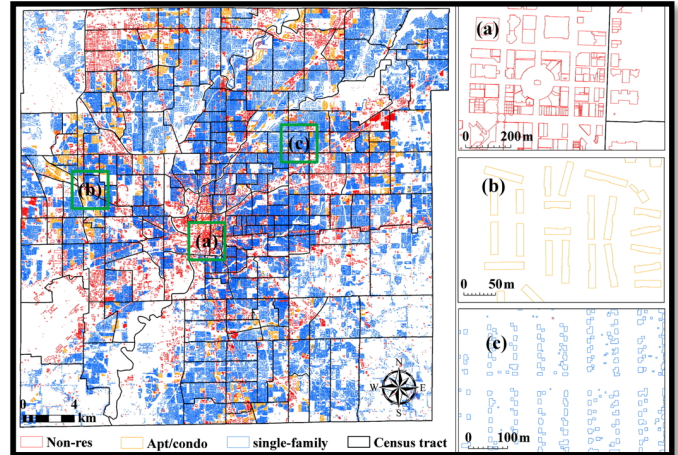 (a)
0 200m
(c)
(b)
(b)
(a)
0 50m
(c)
N
W E
S
0 4
km
0 100m
Non-res Apt/condo single-family Census tract